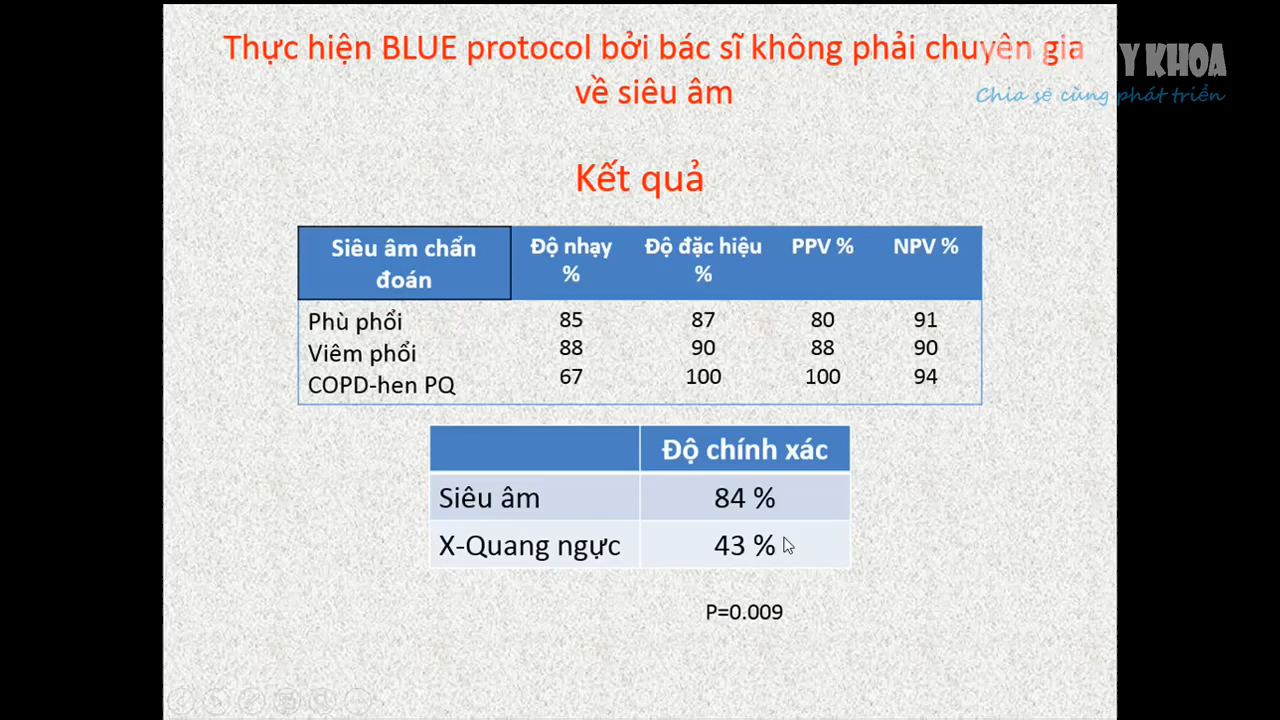 Thực hiện BLUE protocol bởi bác sĩ không phải chuyên gia
về siêu âm
Y KHOA
Chia sẻ cùng phát triển
Kết quả
Siêu âm chẩn đoán | Độ nhạy % | Độ đặc hiệu % | PPV % | NPV %
Phù phổi | 85 | 87 | 80 | 91
Viêm phổi | 88 | 90 | 88 | 90
COPD-hen PQ | 67 | 100 | 100 | 94
Độ chính xác
Siêu âm | 84 %
X-Quang ngực | 43 %
P=0.009